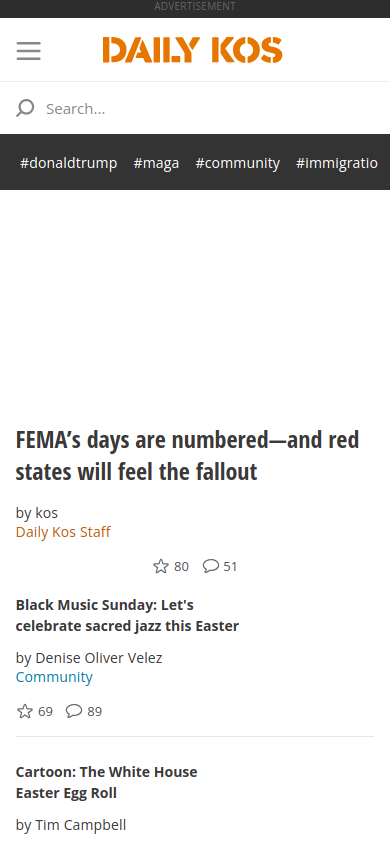 ADVERTISEMENT
DAILY KOS
Search...
#donaldtrump #maga #community #immigratio
FEMA’s days are numbered—and red
states will feel the fallout
by kos
Daily Kos Staff
80 51
Black Music Sunday: Let's
celebrate sacred jazz this Easter
by Denise Oliver Velez
Community
69 89
Cartoon: The White House
Easter Egg Roll
by Tim Campbell